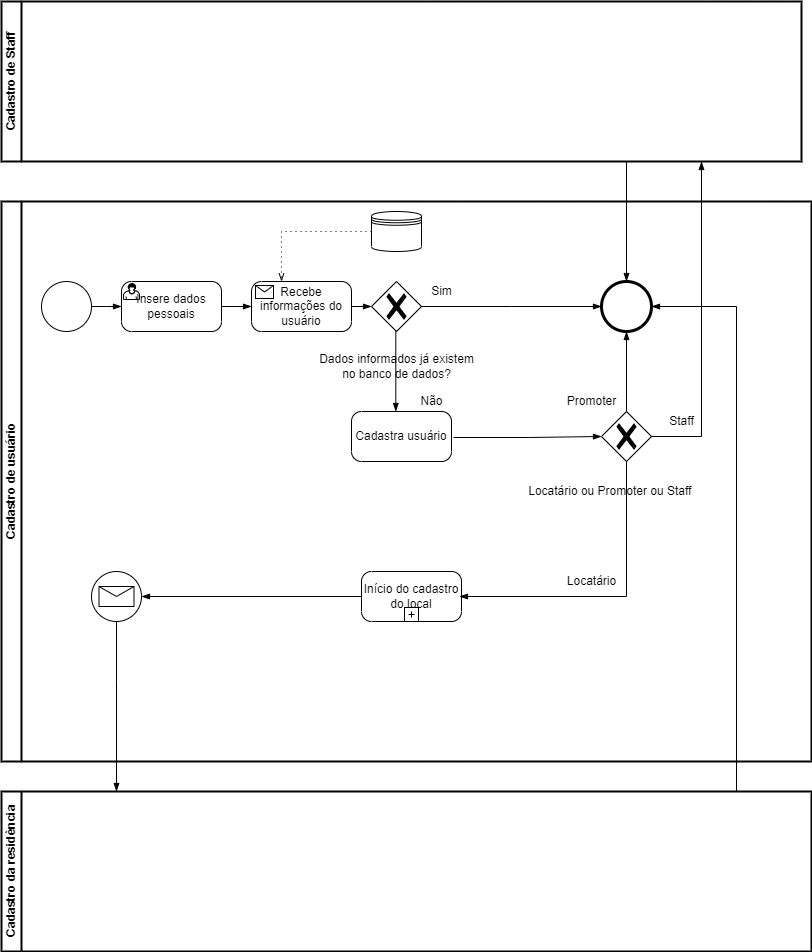 Cadastro de Staff
Cadastro de usuário
Insere dados
pessoais
Recebe
informações do
usuário
Sim
Dados informados já existem
no banco de dados?
Não
Cadastra usuário
Promoter
Staff
Locatário ou Promoter ou Staff
Locatário
Início do cadastro
do local
Cadastro da residência